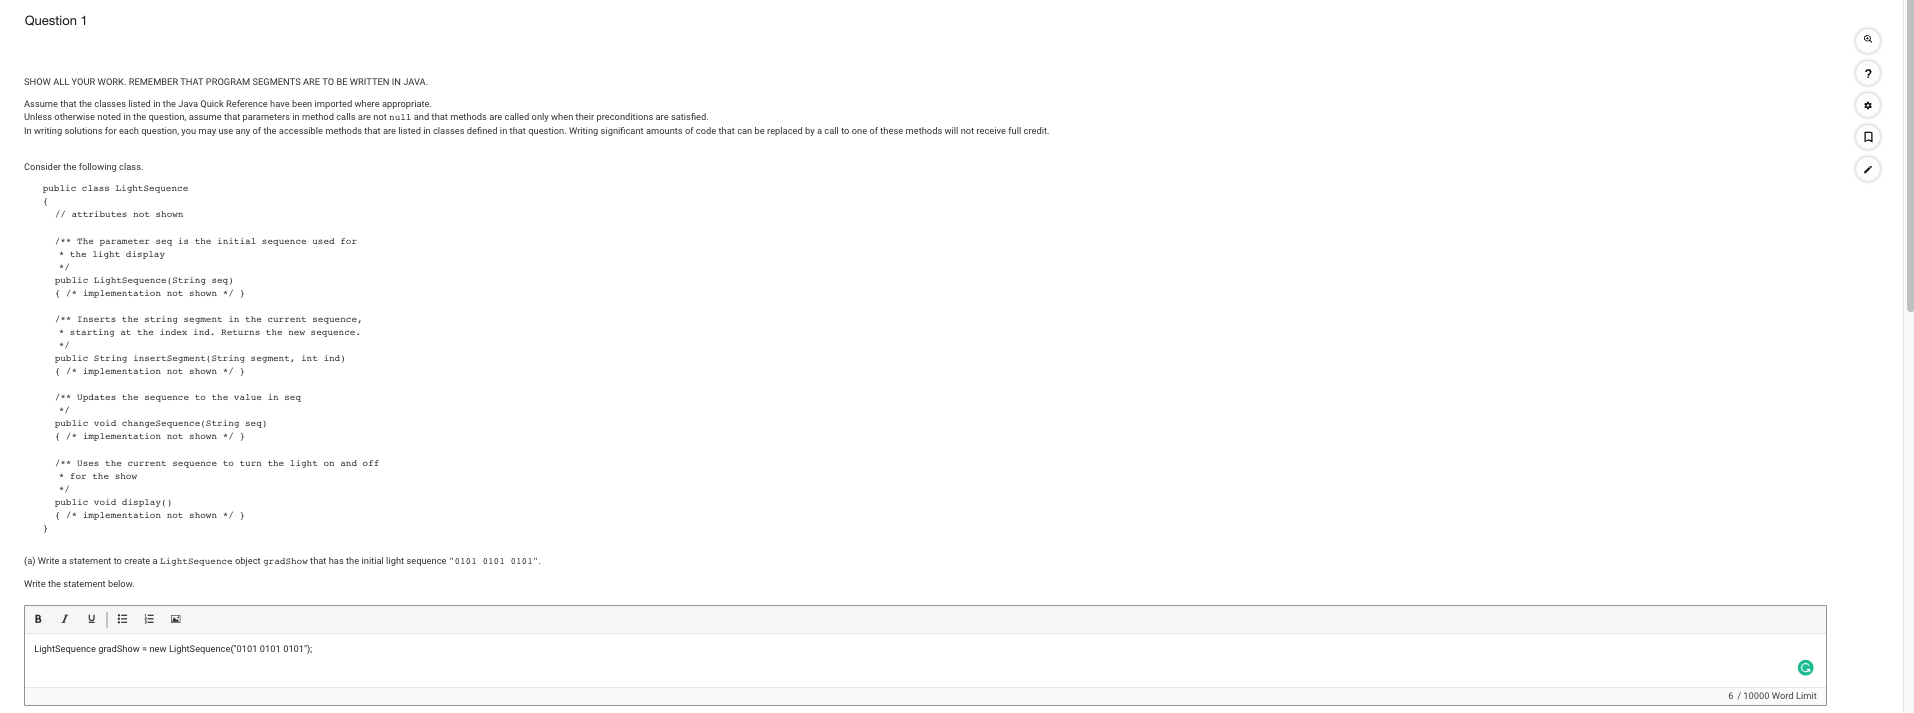 Question 1
SHOW ALL YOUR WORK. REMEMBER THAT PROGRAM SEGMENTS ARE TO BE WRITTEN IN JAVA.
Assume that the classes listed in the Java Quick Reference have been imported where appropriate.
Unless otherwise noted in the question, assume that parameters in method calls are not null and that methods are called only when their preconditions are satisfied.
In writing solutions for each question, you may use any of the accessible methods that are listed in classes defined in that question. Writing significant amounts of code that can be replaced by a call to one of these methods will not receive full credit.
Consider the following class.
public class LightSequence
{
// attributes not shown
/** The parameter seq is the initial sequence used for
* the light display
*/
public LightSequence(String seq)
{ /* implementation not shown */ }
/** Inserts the string segment in the current sequence,
* starting at the index ind. Returns the new sequence.
*/
public String insertSegment(String segment, int ind)
{ /* implementation not shown */ }
/** Updates the sequence to the value in seq
*/
public void changeSequence(String seq)
{ /* implementation not shown */ }
/** Uses the current sequence to turn the light on and off
* for the show
*/
public void display()
{ /* implementation not shown */ }
}
(a) Write a statement to create a LightSequence object gradShow that has the initial light sequence "0101 0101 0101".
Write the statement below.
B I U
LightSequence gradShow = new LightSequence("0101 0101 0101");
6 / 10000 Word Limit